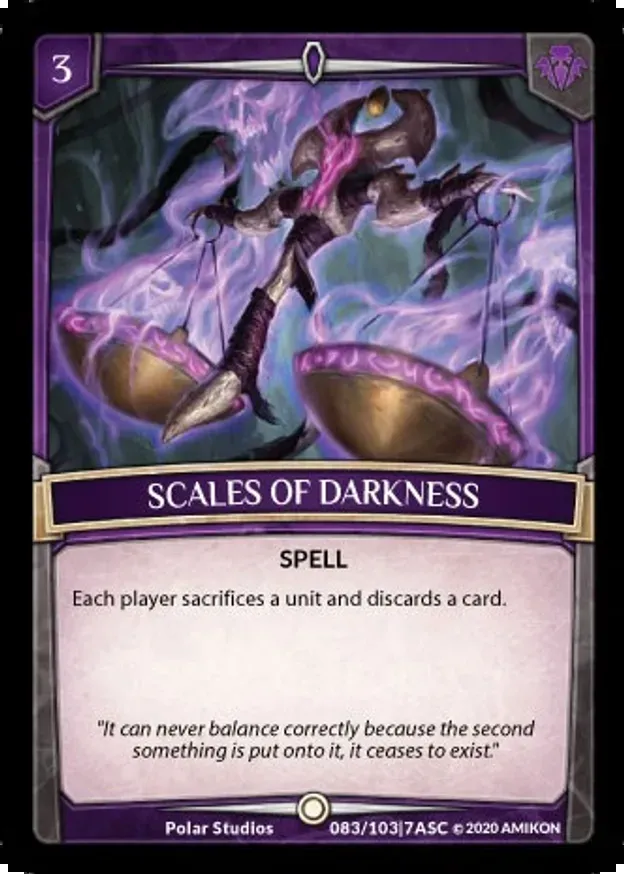 3
SCALES OF DARKNESS
SPELL
Each player sacrifices a unit and discards a card.
"It can never balance correctly because the second
something is put onto it, it ceases to exist."
Polar Studios 083/103|7ASC © 2020 AMIKON